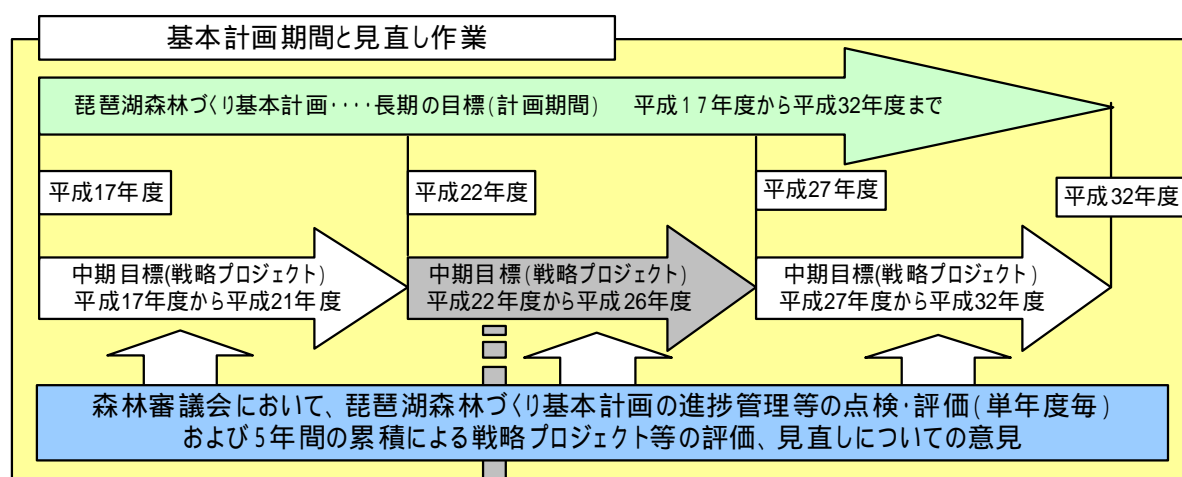 基本計画期間と見直し作業
琵琶湖森林づくり基本計画････長期の目標(計画期間)　平成17年度から平成32年度まで
平成17年度
平成22年度
平成27年度
平成32年度
中期目標(戦略プロジェクト)
平成17年度から平成21年度
中期目標(戦略プロジェクト)
平成22年度から平成26年度
中期目標(戦略プロジェクト)
平成27年度から平成32年度
森林審議会において、琵琶湖森林づくり基本計画の進捗管理等の点検･評価(単年度毎)
および5年間の累積による戦略プロジェクト等の評価、見直しについての意見